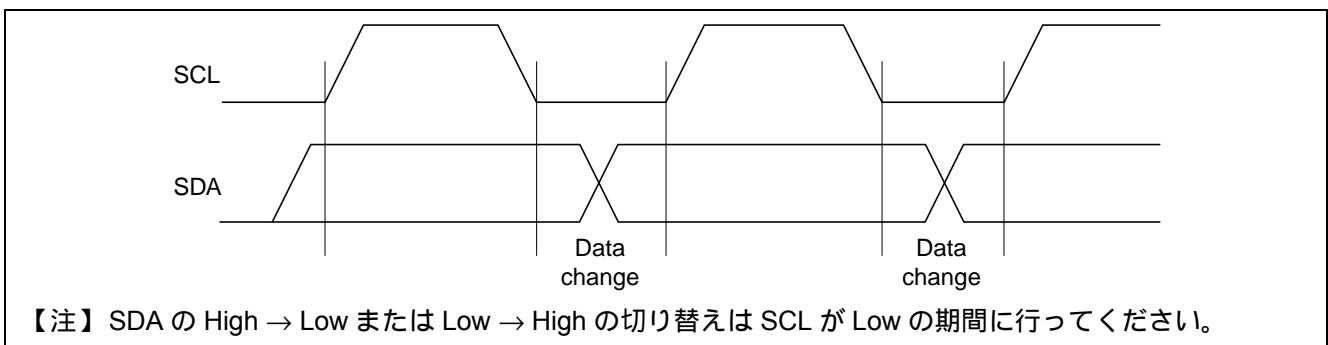 SCL
SDA
Data
change
Data
change
【注】 SDA の High → Low または Low → High の切り替えは SCL が Low の期間に行ってください。